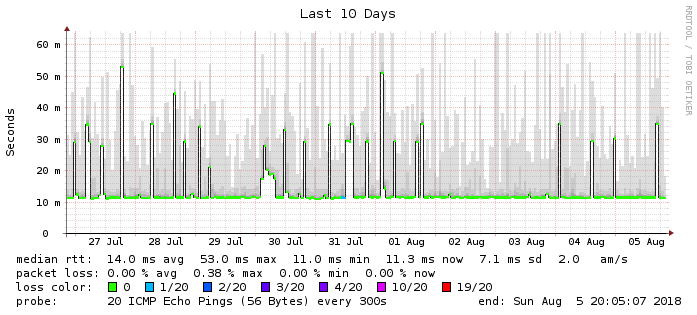 Last 10 Days
RRDTOOL / TOBI OETIKER
Seconds
60 m
50 m
40 m
30 m
20 m
10 m
0
27 Jul 28 Jul 29 Jul 30 Jul 31 Jul 01 Aug 02 Aug 03 Aug 04 Aug 05 Aug
median rtt: 14.0 ms avg 53.0 ms max 11.0 ms min 11.3 ms now 7.1 ms sd 2.0 am/s
packet loss: 0.00 % avg 0.38 % max 0.00 % min 0.00 % now
loss color: 0 1/20 2/20 3/20 4/20 10/20 19/20
probe: 20 ICMP Echo Pings (56 Bytes) every 300s end: Sun Aug 5 20:05:07 2018